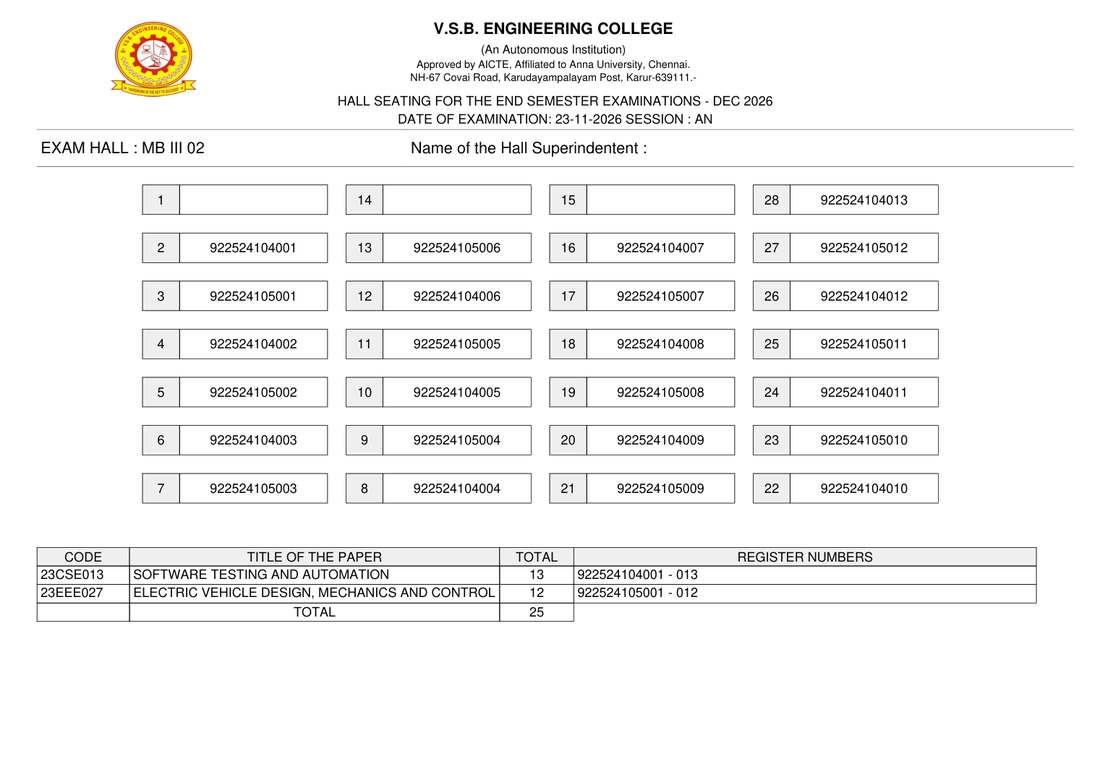 V.S.B. ENGINEERING COLLEGE
(An Autonomous Institution)
Approved by AICTE, Affiliated to Anna University, Chennai.
NH-67 Covai Road, Karudayampalayam Post, Karur-639111.-
HALL SEATING FOR THE END SEMESTER EXAMINATIONS - DEC 2026
DATE OF EXAMINATION: 23-11-2026 SESSION : AN
EXAM HALL : MB III 02 Name of the Hall Superindentent :
1 14 15 28 922524104013
2 922524104001 13 922524105006 16 922524104007 27 922524105012
3 922524105001 12 922524104006 17 922524105007 26 922524104012
4 922524104002 11 922524105005 18 922524104008 25 922524105011
5 922524105002 10 922524104005 19 922524105008 24 922524104011
6 922524104003 9 922524105004 20 922524104009 23 922524105010
7 922524105003 8 922524104004 21 922524105009 22 922524104010
CODE TITLE OF THE PAPER TOTAL REGISTER NUMBERS
23CSE013 SOFTWARE TESTING AND AUTOMATION 13 922524104001 - 013
23EEE027 ELECTRIC VEHICLE DESIGN, MECHANICS AND CONTROL 12 922524105001 - 012
TOTAL 25